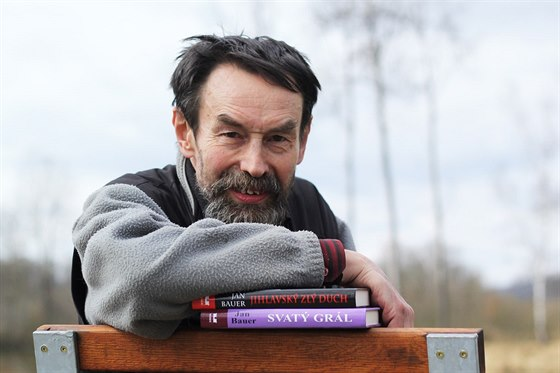 JAN
BAUER JIHLAVSKÝ ZLÝ DUCH
Jan
Bauer SVATÝ GRÁL